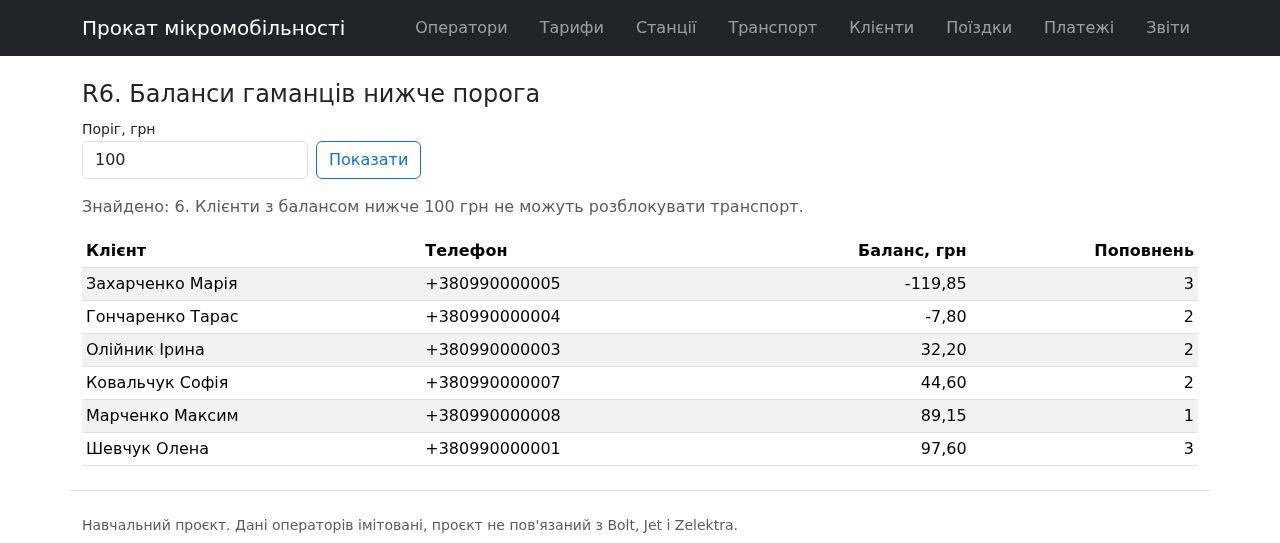 Прокат мікромобільності Оператори Тарифи Станції Транспорт Клієнти Поїздки Платежі Звіти
R6. Баланси гаманців нижче порога
Поріг, грн
100 Показати
Знайдено: 6. Клієнти з балансом нижче 100 грн не можуть розблокувати транспорт.
Клієнт Телефон Баланс, грн Поповнень
Захарченко Марія +380990000005 -119,85 3
Гончаренко Тарас +380990000004 -7,80 2
Олійник Ірина +380990000003 32,20 2
Ковальчук Софія +380990000007 44,60 2
Марченко Максим +380990000008 89,15 1
Шевчук Олена +380990000001 97,60 3
Навчальний проєкт. Дані операторів імітовані, проєкт не пов'язаний з Bolt, Jet і Zelektra.